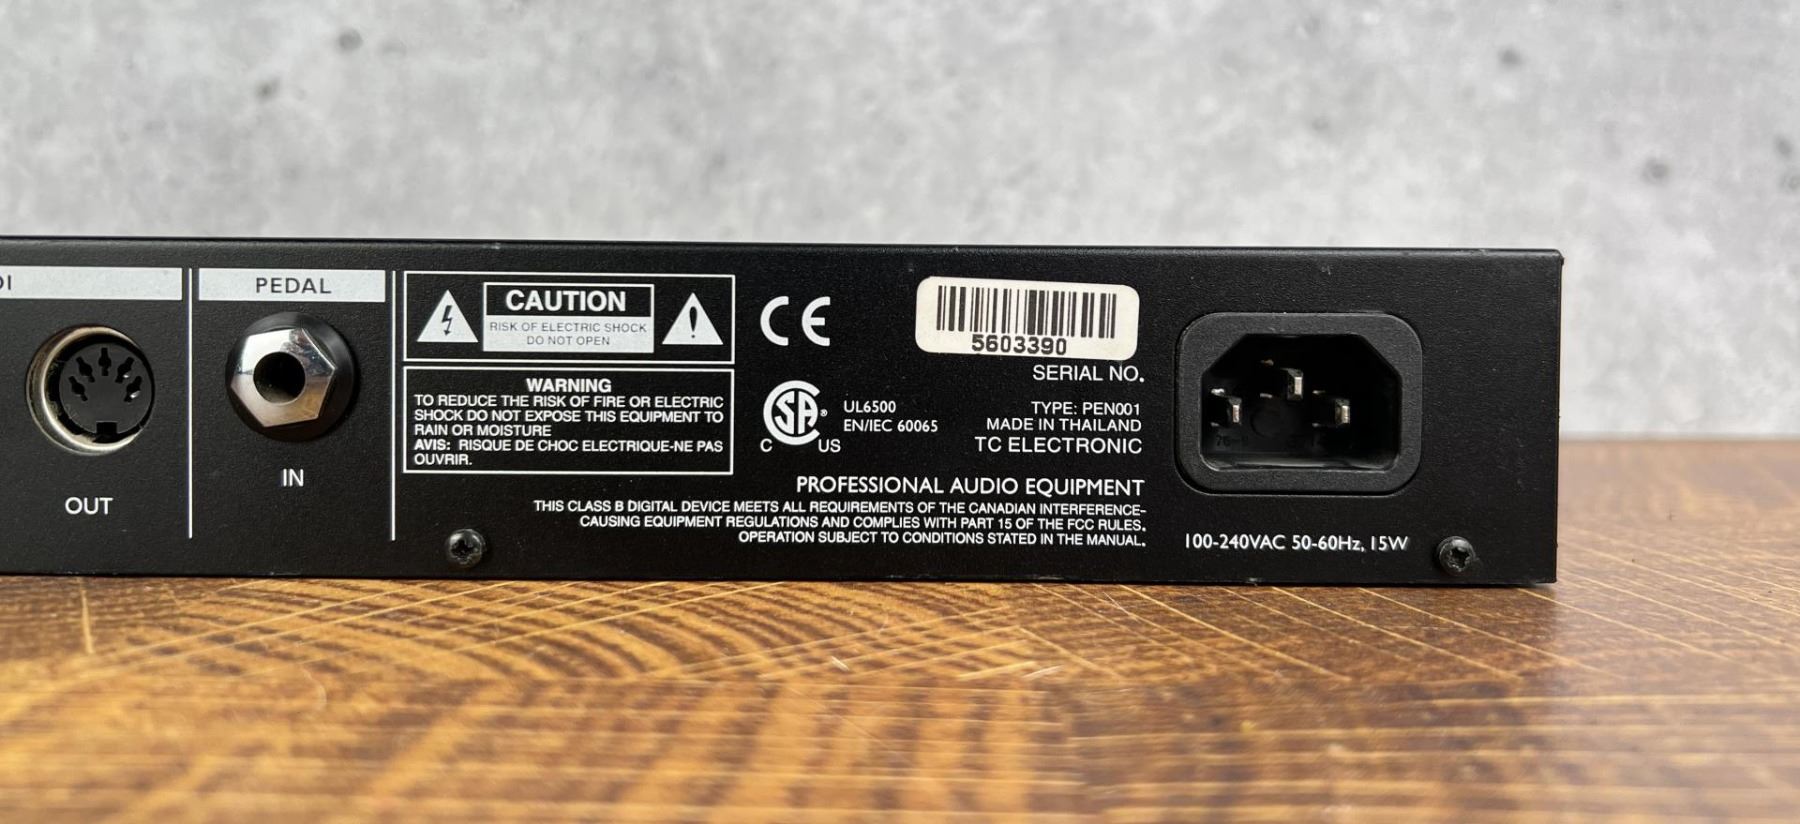 PEDAL
OUT
IN
CAUTION
RISK OF ELECTRIC SHOCK
DO NOT OPEN
WARNING
TO REDUCE THE RISK OF FIRE OR ELECTRIC
SHOCK DO NOT EXPOSE THIS EQUIPMENT TO
RAIN OR MOISTURE
AVIS: RISQUE DE CHOC ELECTRIQUE-NE PAS
OUVRIR.
CE
5603390
SERIAL NO.
CSA®
C US
UL6500
EN/IEC 60065
TYPE: PEN001
MADE IN THAILAND
TC ELECTRONIC
PROFESSIONAL AUDIO EQUIPMENT
THIS CLASS B DIGITAL DEVICE MEETS ALL REQUIREMENTS OF THE CANADIAN INTERFERENCE-
CAUSING EQUIPMENT REGULATIONS AND COMPLIES WITH PART 15 OF THE FCC RULES.
OPERATION SUBJECT TO CONDITIONS STATED IN THE MANUAL.
100-240VAC 50-60Hz, 15W